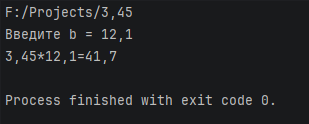 F:/Projects/3,45
Введите b = 12,1
3,45*12,1=41,7
Process finished with exit code 0.